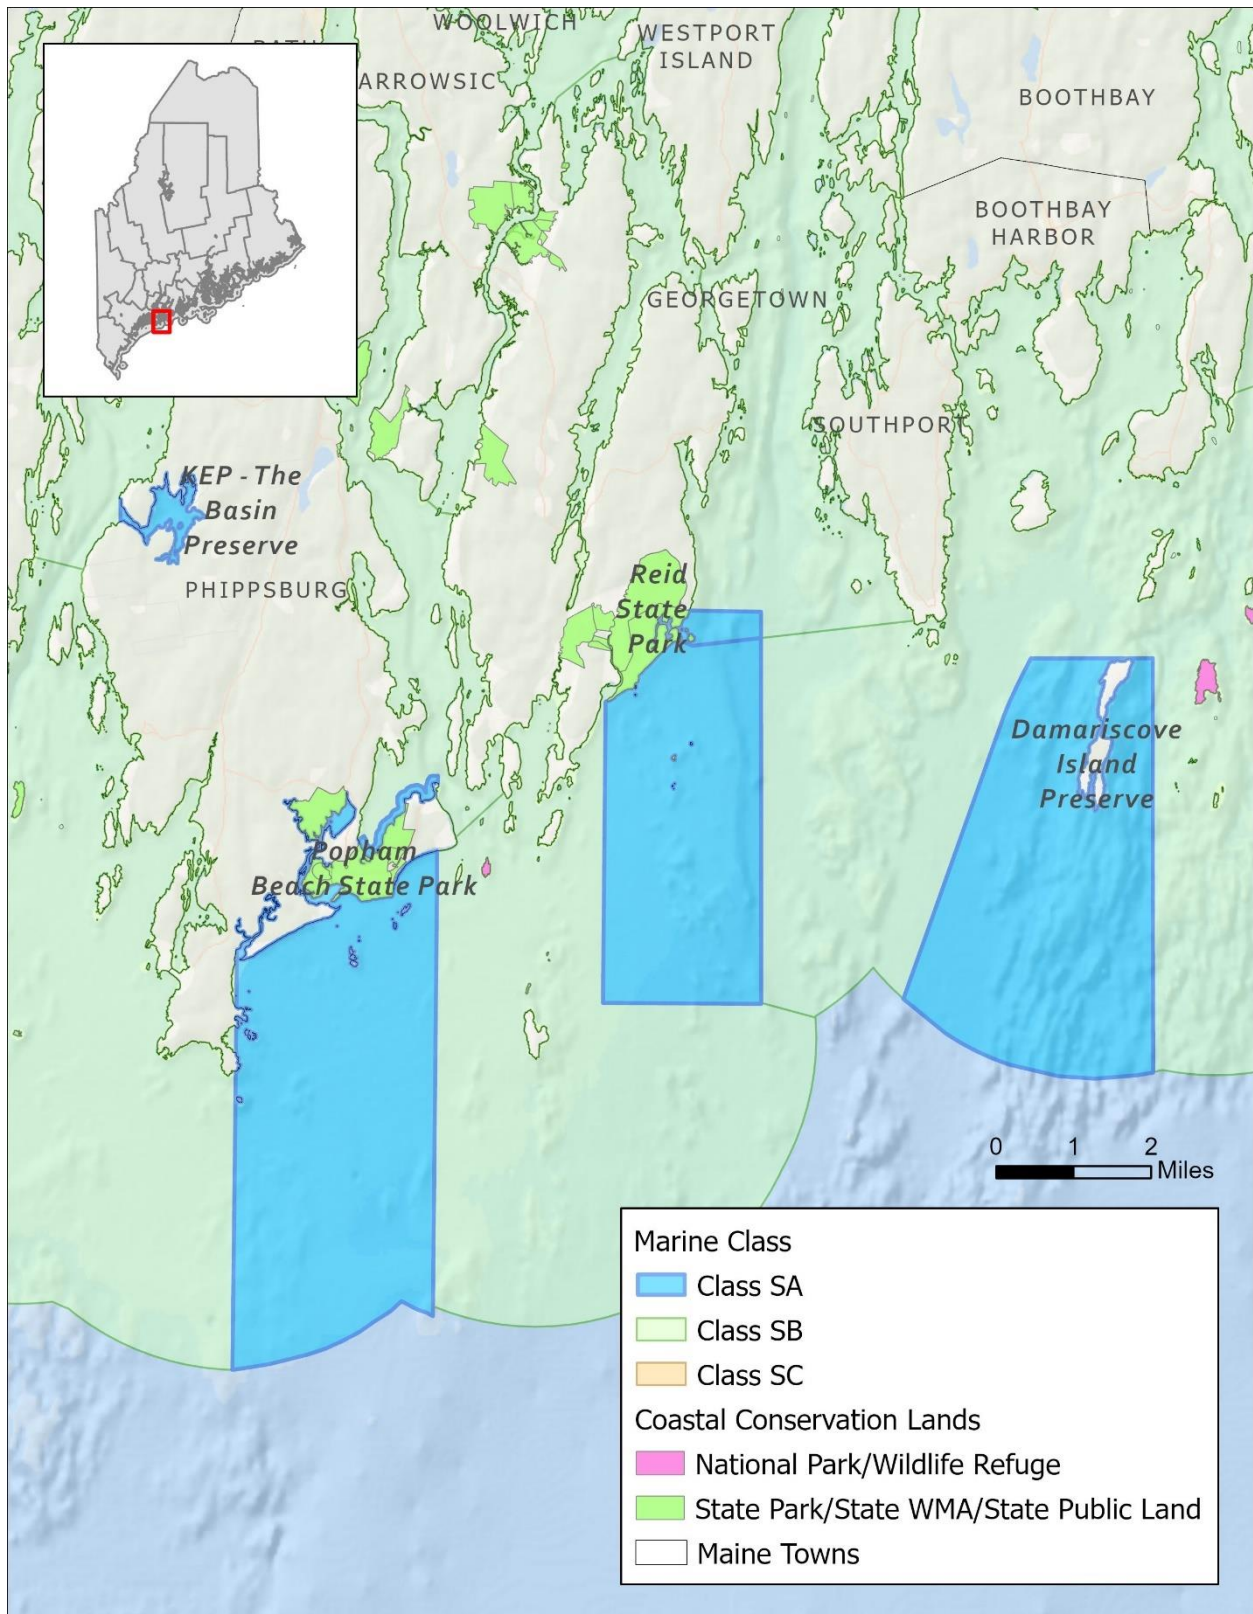 WOOLWICH
WESTPORT
ISLAND
BATH
ARROWSIC
BOOTHBAY
BOOTHBAY
HARBOR
GEORGETOWN
SOUTHPORT
KEP - The
Basin
Preserve
PHIPPSBURG
Reid
State
Park
Damariscove
Island
Preserve
Popham
Beach State Park
0 1 2
Miles
Marine Class
Class SA
Class SB
Class SC
Coastal Conservation Lands
National Park/Wildlife Refuge
State Park/State WMA/State Public Land
Maine Towns